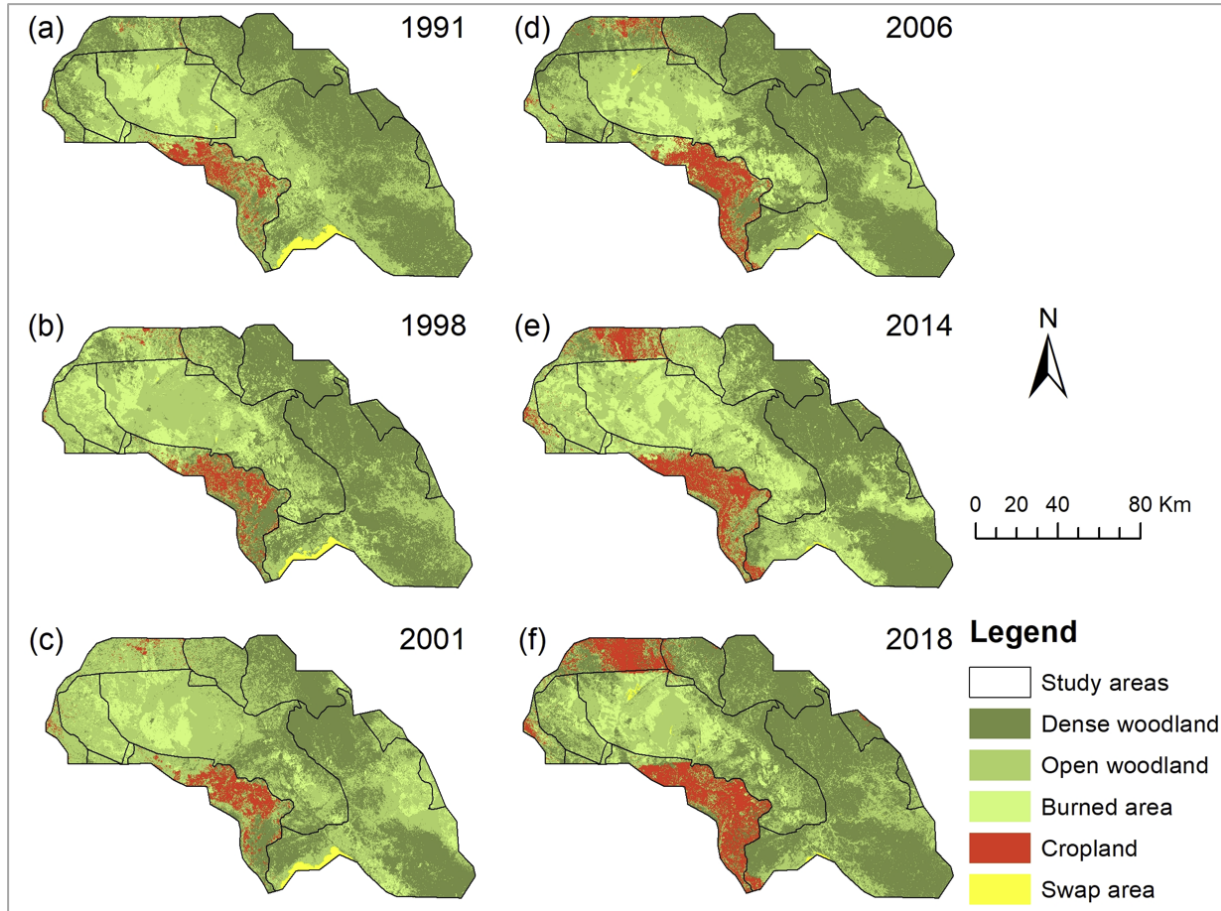 (a) 1991
(d) 2006
(b) 1998
(e) 2014
N
0 20 40 80 Km
(c) 2001
(f) 2018
Legend
Study areas
Dense woodland
Open woodland
Burned area
Cropland
Swap area